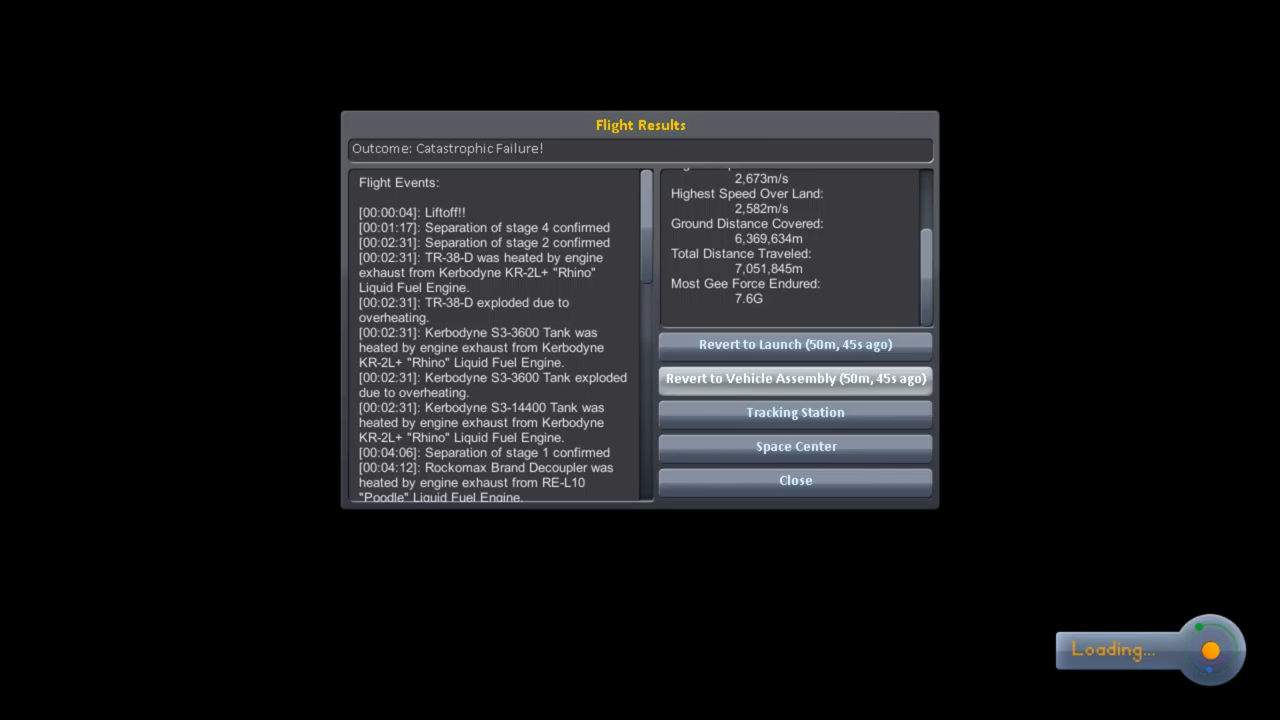 Flight Results
Outcome: Catastrophic Failure!
Flight Events:
[00:00:04]: Liftoff!!
[00:01:17]: Separation of stage 4 confirmed
[00:02:31]: Separation of stage 2 confirmed
[00:02:31]: TR-38-D was heated by engine
exhaust from Kerbodyne KR-2L+ "Rhino"
Liquid Fuel Engine.
[00:02:31]: TR-38-D exploded due to
overheating.
[00:02:31]: Kerbodyne S3-3600 Tank was
heated by engine exhaust from Kerbodyne
KR-2L+ "Rhino" Liquid Fuel Engine.
[00:02:31]: Kerbodyne S3-3600 Tank exploded
due to overheating.
[00:02:31]: Kerbodyne S3-14400 Tank was
heated by engine exhaust from Kerbodyne
KR-2L+ "Rhino" Liquid Fuel Engine.
[00:04:06]: Separation of stage 1 confirmed
[00:04:12]: Rockomax Brand Decoupler was
heated by engine exhaust from RE-L10
"Poodle" Liquid Fuel Engine.
2,673m/s
Highest Speed Over Land:
2,582m/s
Ground Distance Covered:
6,369,634m
Total Distance Traveled:
7,051,845m
Most Gee Force Endured:
7.6G
Revert to Launch (50m, 45s ago)
Revert to Vehicle Assembly (50m, 45s ago)
Tracking Station
Space Center
Close
Loading...